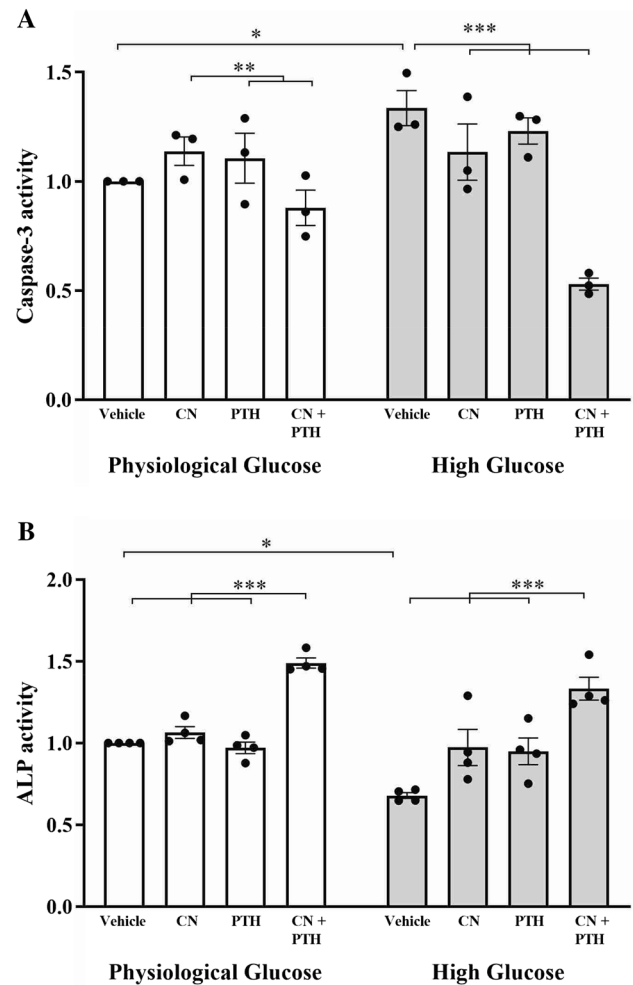 A
*
***
**
1.5
1.0
0.5
0.0
Caspase-3 activity
Vehicle CN PTH CN + PTH Vehicle CN PTH CN + PTH
Physiological Glucose High Glucose
B
*
*** ***
2.0
1.5
1.0
0.5
0.0
ALP activity
Vehicle CN PTH CN + PTH Vehicle CN PTH CN + PTH
Physiological Glucose High Glucose